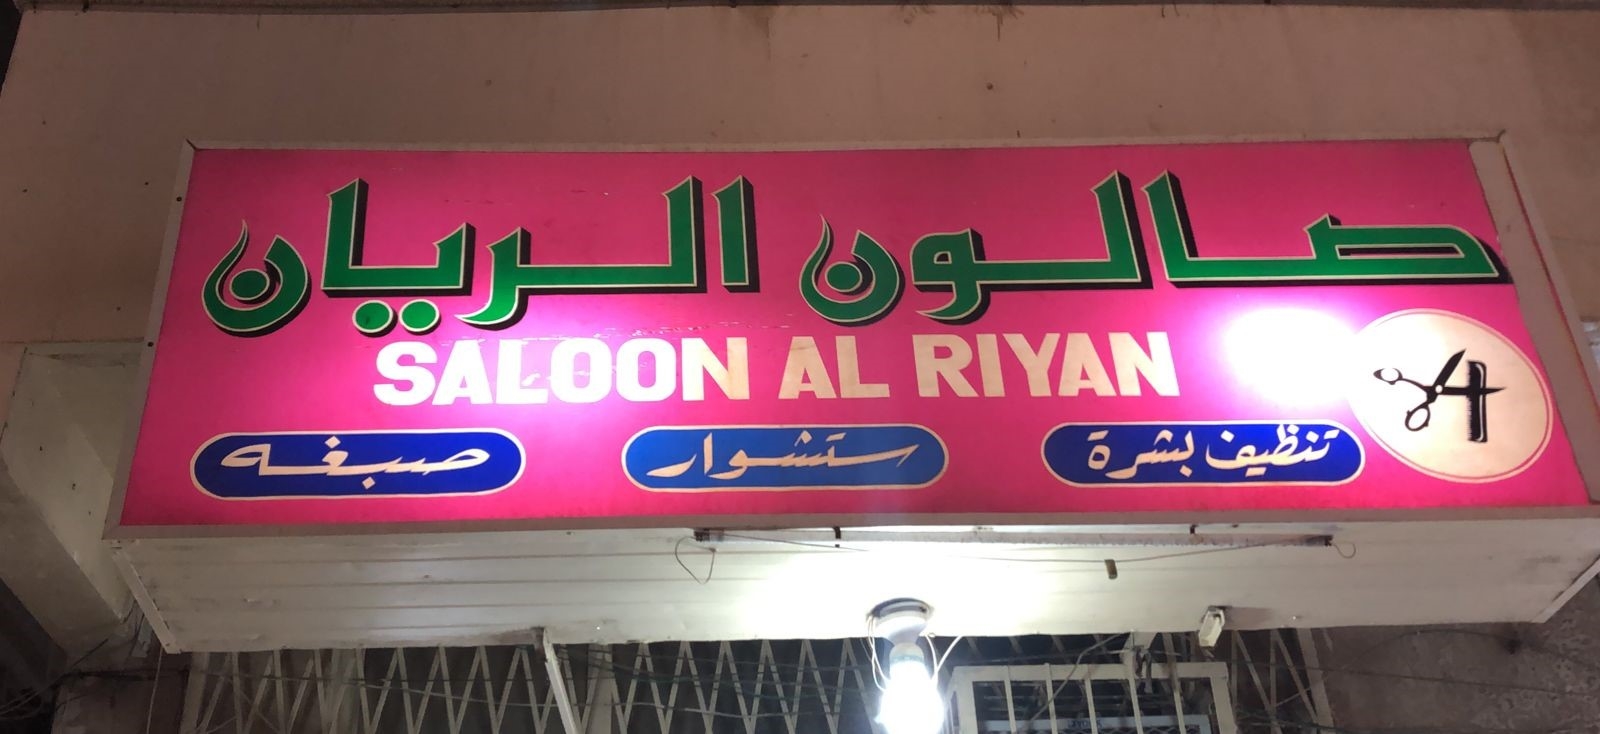 صالون الريان
SALOON AL RIYAN
تنظيف بشرة ستشوار صبغه